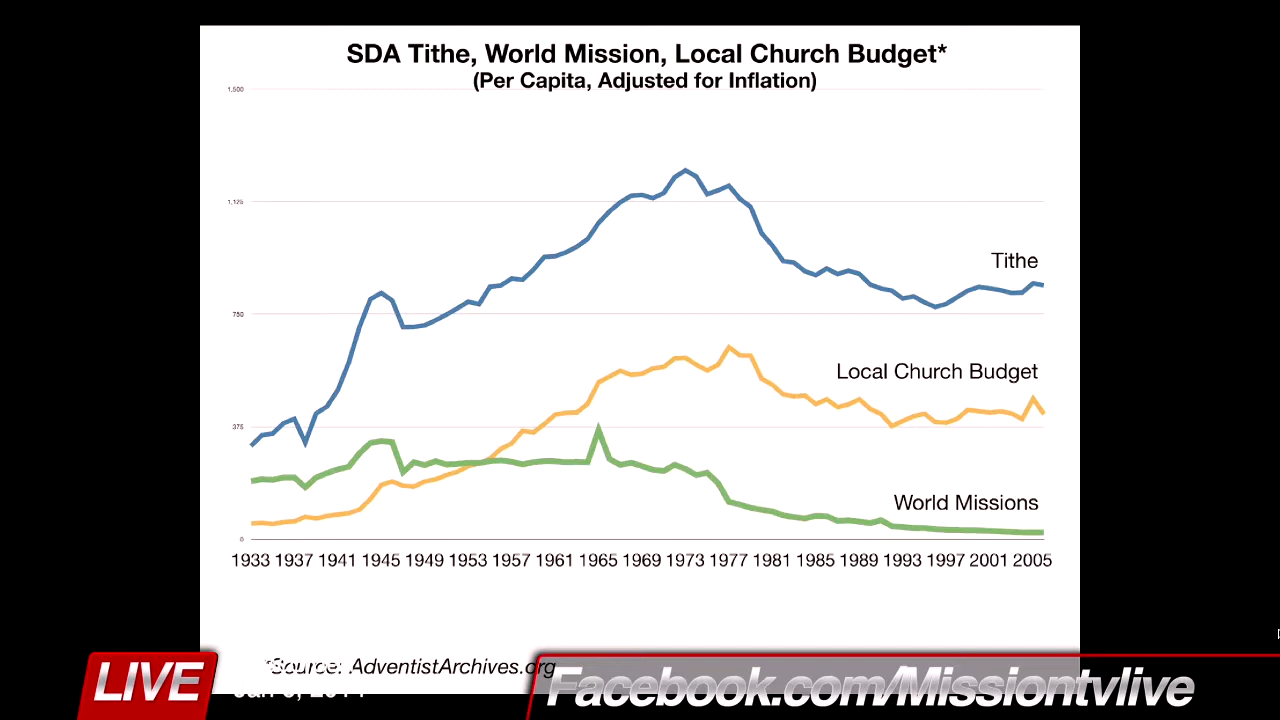 SDA Tithe, World Mission, Local Church Budget*
(Per Capita, Adjusted for Inflation)
1,500
1,125
Tithe
750
Local Church Budget
375
World Missions
0
1933 1937 1941 1945 1949 1953 1957 1961 1965 1969 1973 1977 1981 1985 1989 1993 1997 2001 2005
*Source: AdventistArchives.org
LIVE
Facebook.com/Missiontvlive